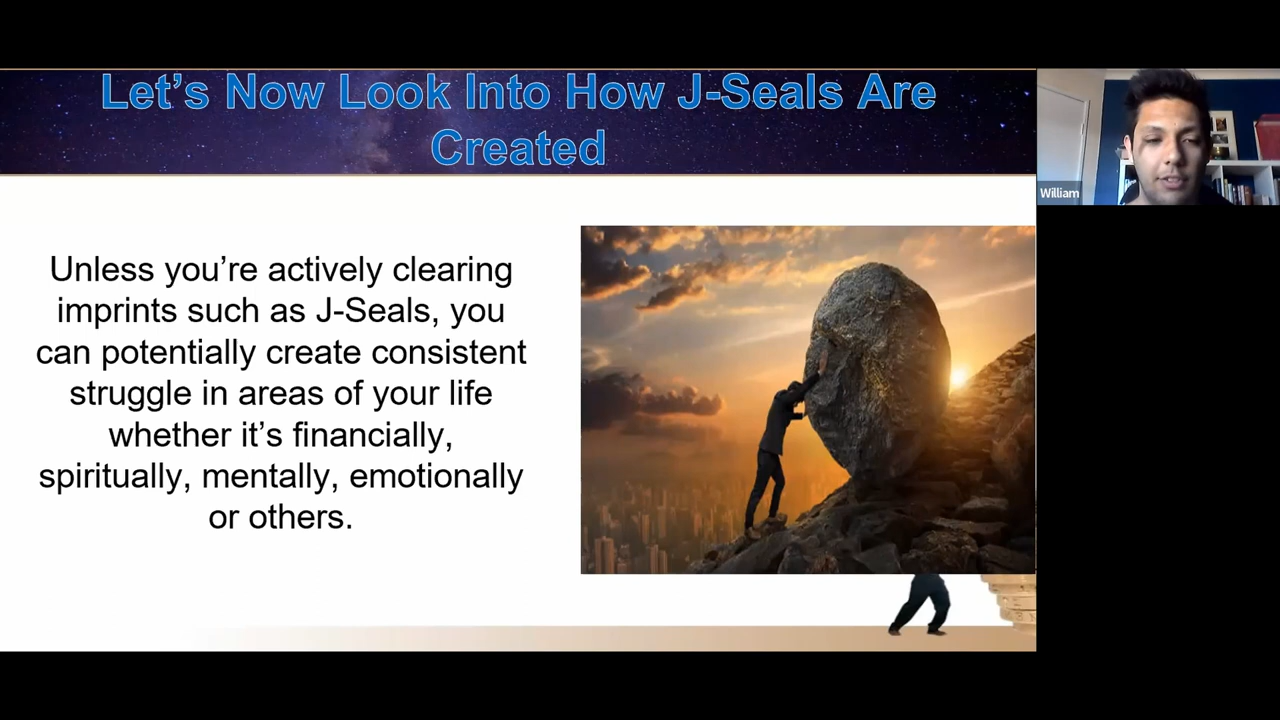 Let’s Now Look Into How J-Seals Are
Created
Unless you’re actively clearing
imprints such as J-Seals, you
can potentially create consistent
struggle in areas of your life
whether it’s financially,
spiritually, mentally, emotionally
or others.
William